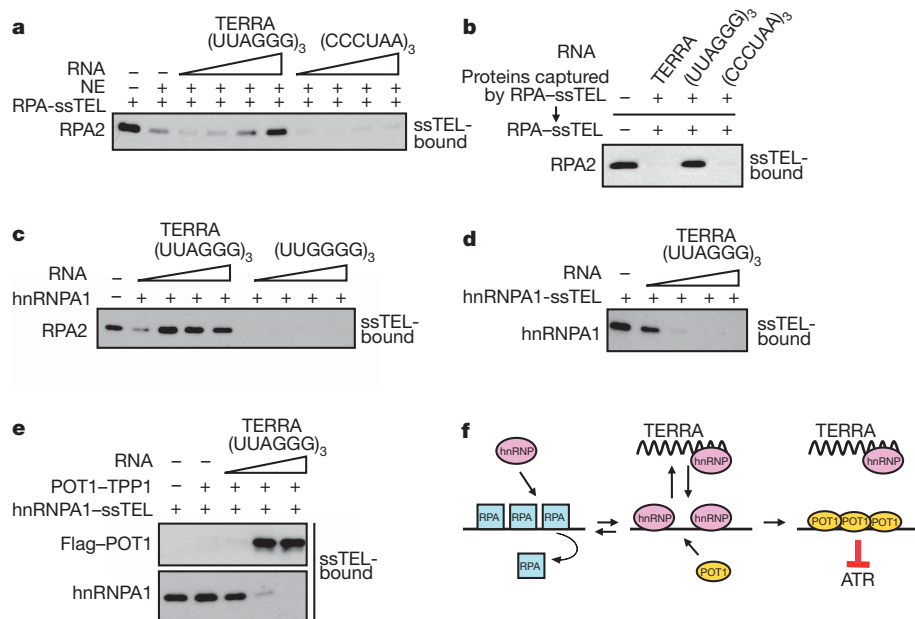 a
TERRA
(UUAGGG)3 (CCCUAA)3
RNA – –
NE – + + + + + + + + +
RPA-ssTEL + + + + + + + + + +
RPA2 ssTEL-bound
b
RNA TERRA (UUAGGG)3 (CCCUAA)3
Proteins captured
by RPA–ssTEL – + + +
RPA–ssTEL – + + +
RPA2 ssTEL-bound
c
TERRA
(UUAGGG)3 (UUGGGG)3
RNA –
hnRNPA1 – + + + + + + + +
RPA2 ssTEL-bound
d
TERRA
(UUAGGG)3
RNA –
hnRNPA1-ssTEL + + + + +
hnRNPA1 ssTEL-bound
e
TERRA
(UUAGGG)3
RNA – –
POT1–TPP1 – + + + +
hnRNPA1–ssTEL + + + + +
Flag–POT1
hnRNPA1
ssTEL-bound
f
TERRA TERRA
hnRNP hnRNP hnRNP
RPA RPA RPA hnRNP hnRNP POT1 POT1 POT1
RPA POT1 ATR